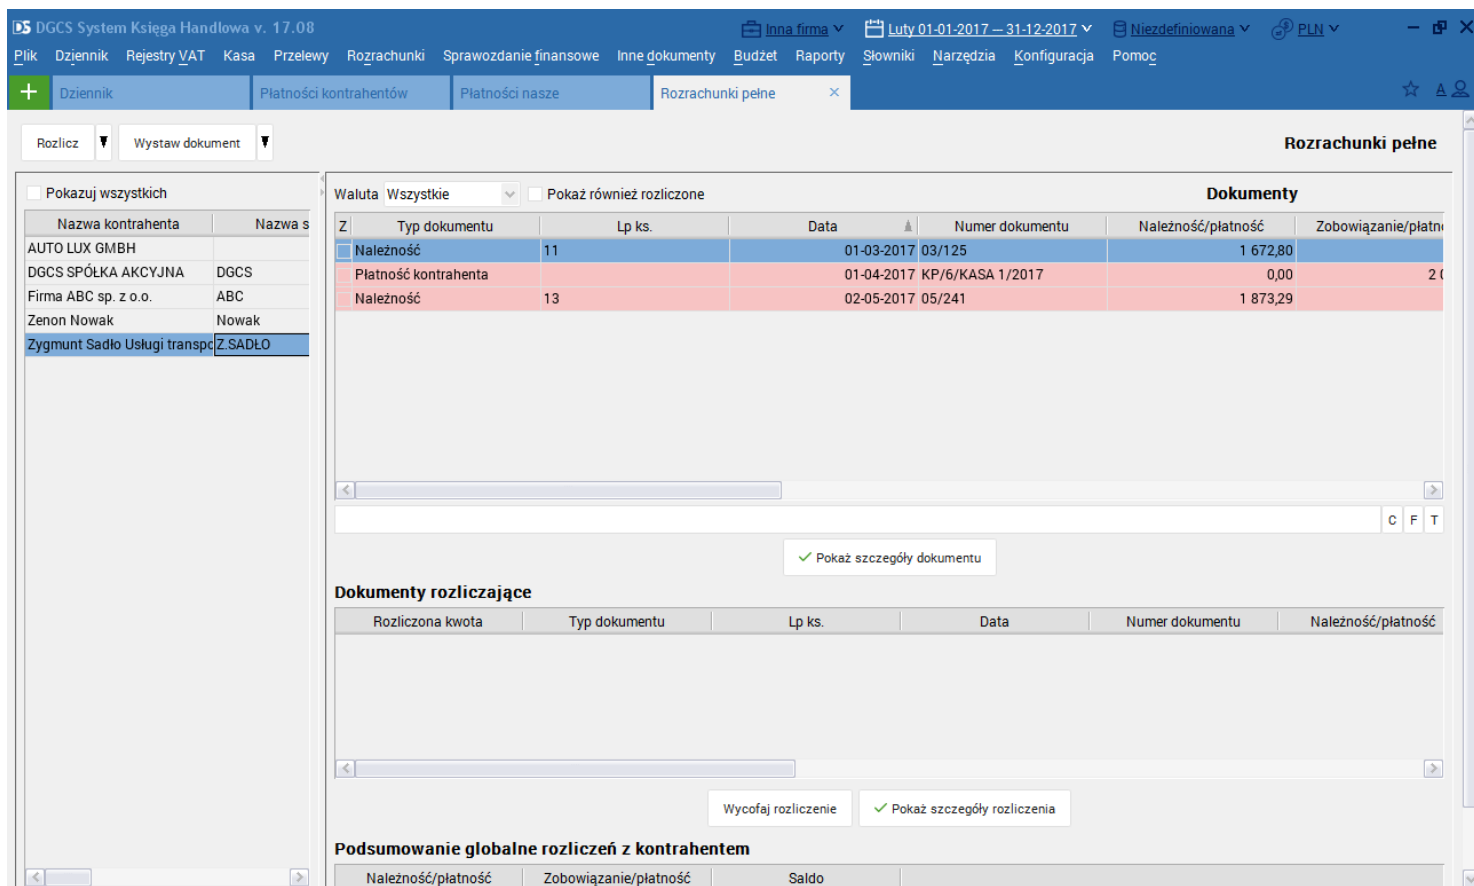 DS DGCS System Księga Handlowa v. 17.08 Inna firma Luty 01-01-2017 — 31-12-2017 Niezdefiniowana PLN
Plik Dziennik Rejestry VAT Kasa Przelewy Rozrachunki Sprawozdanie finansowe Inne dokumenty Budżet Raporty Słowniki Narzędzia Konfiguracja Pomoc
+ Dziennik Płatności kontrahentów Płatności nasze Rozrachunki pełne × A
Rozlicz Wystaw dokument Rozrachunki pełne
Pokazuj wszystkich
Nazwa kontrahenta Nazwa s
AUTO LUX GMBH
DGCS SPÓŁKA AKCYJNA DGCS
Firma ABC sp. z o.o. ABC
Zenon Nowak Nowak
Zygmunt Sadło Usługi transpo Z.SADŁO
Waluta Wszystkie Pokaż również rozliczone Dokumenty
Z Typ dokumentu Lp ks. Data Numer dokumentu Należność/płatność Zobowiązanie/płatn
Należność 11 01-03-2017 03/125 1 672,80
Płatność kontrahenta 01-04-2017 KP/6/KASA 1/2017 0,00 2 0
Należność 13 02-05-2017 05/241 1 873,29
C F T
Pokaż szczegóły dokumentu
Dokumenty rozliczające
Rozliczona kwota Typ dokumentu Lp ks. Data Numer dokumentu Należność/płatność
Wycofaj rozliczenie Pokaż szczegóły rozliczenia
Podsumowanie globalne rozliczeń z kontrahentem
Należność/płatność Zobowiązanie/płatność Saldo